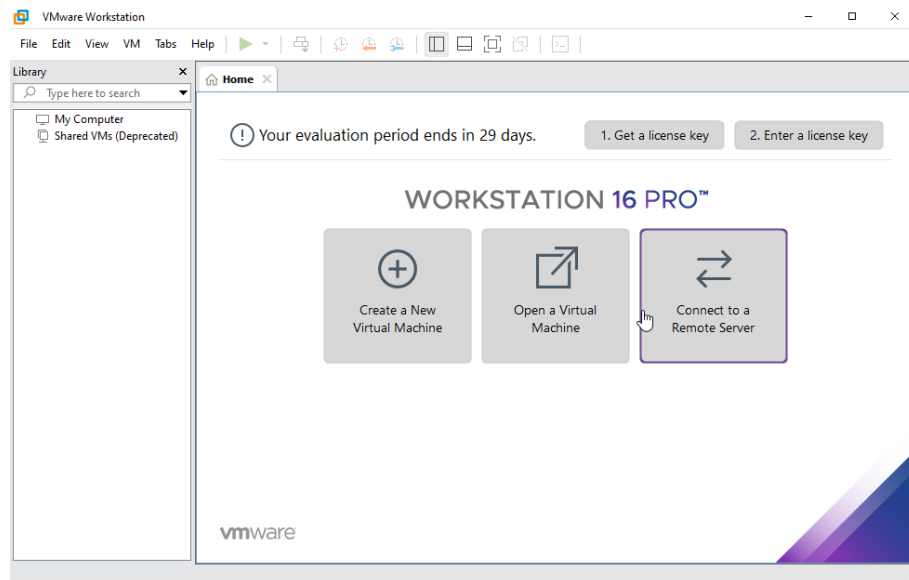 VMware Workstation
File Edit View VM Tabs Help
Library
Type here to search
My Computer
Shared VMs (Deprecated)
Home
Your evaluation period ends in 29 days.
1. Get a license key
2. Enter a license key
WORKSTATION 16 PRO™
Create a New
Virtual Machine
Open a Virtual
Machine
Connect to a
Remote Server
vmware